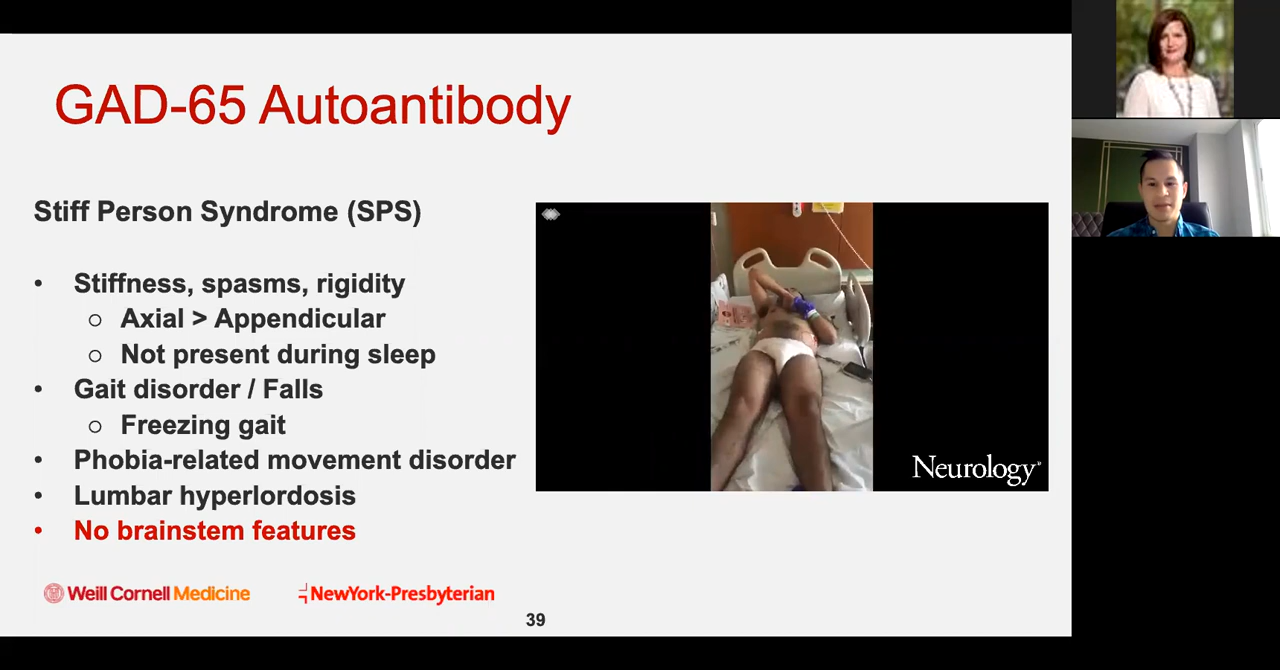 GAD-65 Autoantibody
Stiff Person Syndrome (SPS)
• Stiffness, spasms, rigidity
○ Axial > Appendicular
○ Not present during sleep
• Gait disorder / Falls
○ Freezing gait
• Phobia-related movement disorder
• Lumbar hyperlordosis
• No brainstem features
Neurology
Weill Cornell Medicine
NewYork-Presbyterian
39